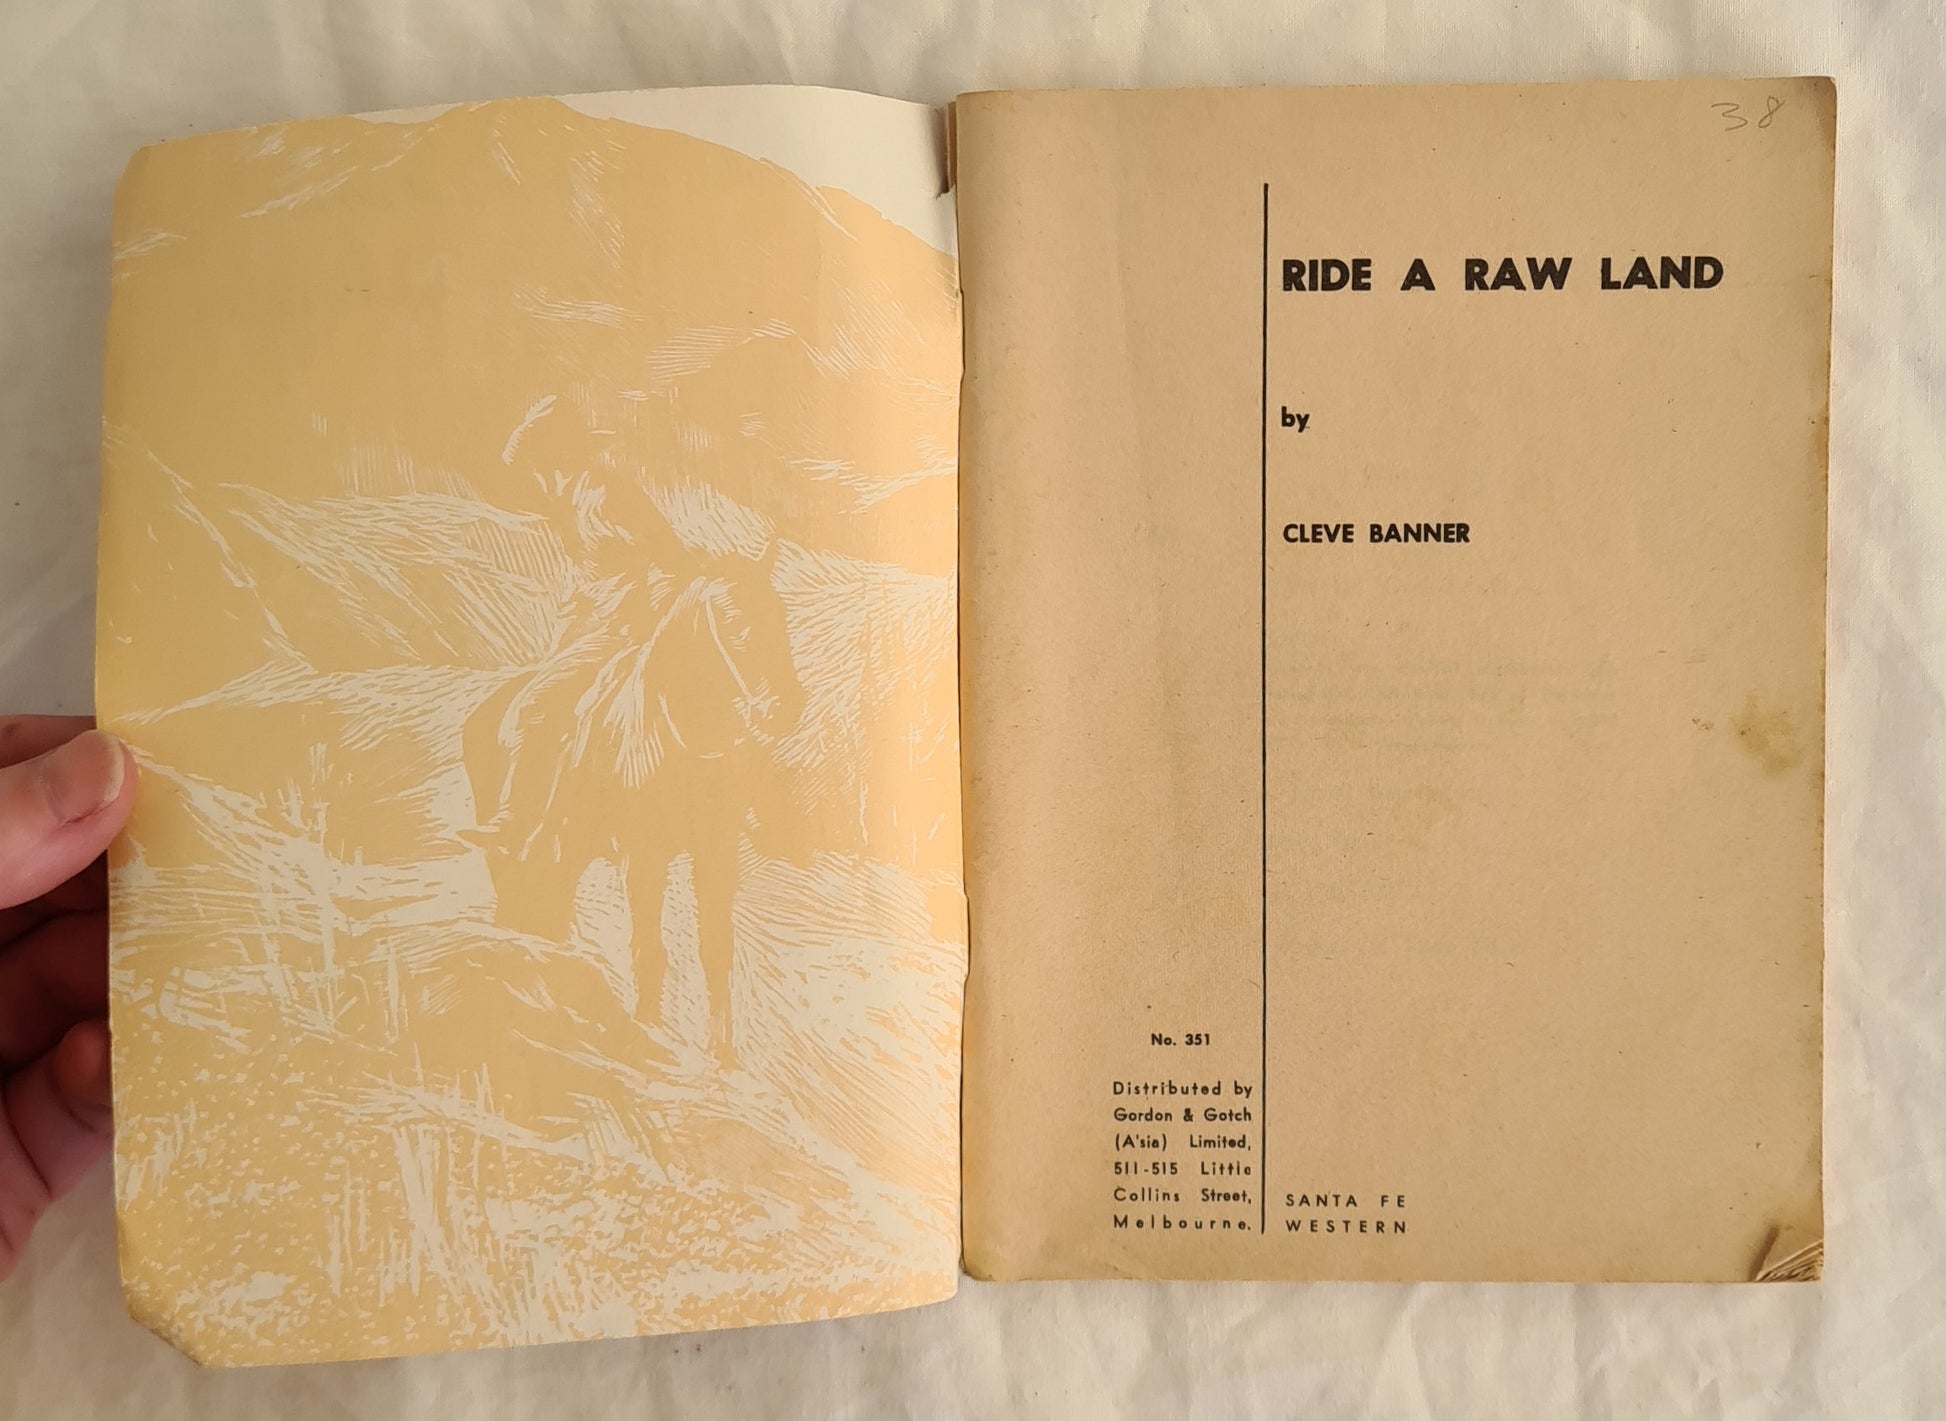 38
RIDE A RAW LAND
by
CLEVE BANNER
No. 351
Distributed by
Gordon & Gotch
(A'sia) Limited,
511-515 Little
Collins Street,
Melbourne.
SANTA FE
WESTERN